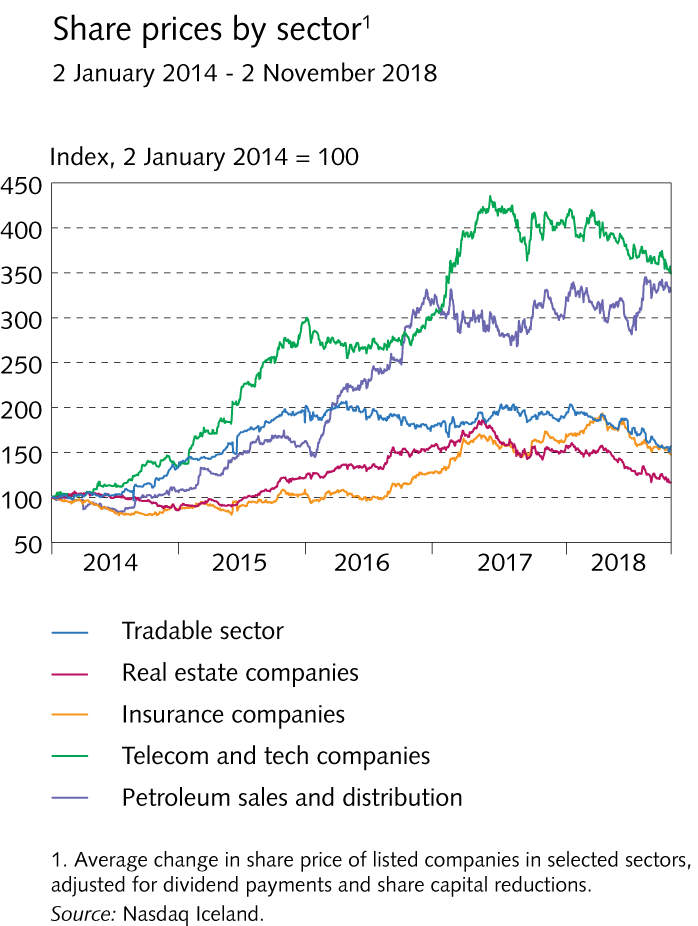 Share prices by sector¹
2 January 2014 - 2 November 2018
Index, 2 January 2014 = 100
450
400
350
300
250
200
150
100
50
2014 2015 2016 2017 2018
Tradable sector
Real estate companies
Insurance companies
Telecom and tech companies
Petroleum sales and distribution
1. Average change in share price of listed companies in selected sectors,
adjusted for dividend payments and share capital reductions.
Source: Nasdaq Iceland.